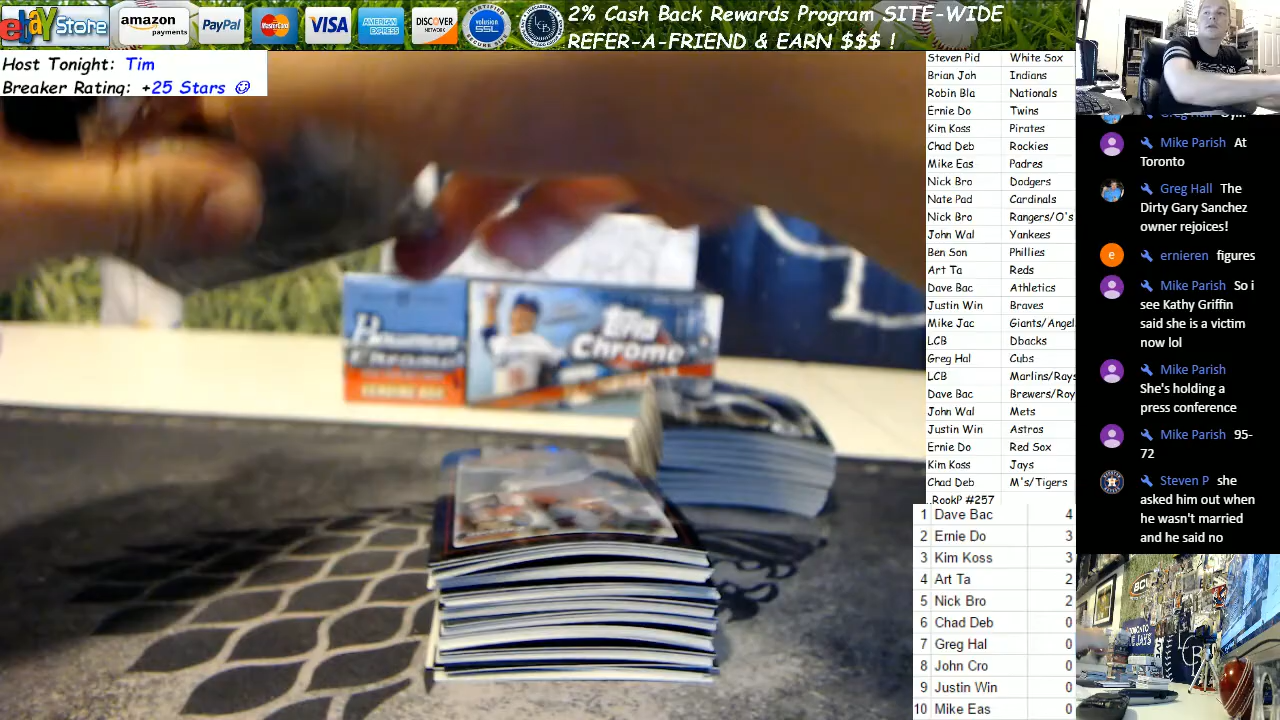 ebay Store
amazon payments
PayPal
MasterCard
VISA
AMERICAN EXPRESS
DISCOVER NETWORK
volusion SSL
2% Cash Back Rewards Program SITE-WIDE
REFER-A-FRIEND & EARN $$$ !
Host Tonight: Tim
Breaker Rating: +25 Stars ☺
Steven Pid White Sox
Brian Joh Indians
Robin Bla Nationals
Ernie Do Twins
Kim Koss Pirates
Chad Deb Rockies
Mike Eas Padres
Nick Bro Dodgers
Nate Pad Cardinals
Nick Bro Rangers/O's
John Wal Yankees
Ben Son Phillies
Art Ta Reds
Dave Bac Athletics
Justin Win Braves
Mike Jac Giants/Angel
LCB Dbacks
Greg Hal Cubs
LCB Marlins/Rays
Dave Bac Brewers/Roy
John Wal Mets
Justin Win Astros
Ernie Do Red Sox
Kim Koss Jays
Chad Deb M's/Tigers
RookP #257
1 Dave Bac 4
2 Ernie Do 3
3 Kim Koss 3
4 Art Ta 2
5 Nick Bro 2
6 Chad Deb 0
7 Greg Hal 0
8 John Cro 0
9 Justin Win 0
10 Mike Eas 0
Mike Parish At
Toronto
Greg Hall The
Dirty Gary Sanchez
owner rejoices!
ernieren figures
Mike Parish So i
see Kathy Griffin
said she is a victim
now lol
Mike Parish
She's holding a
press conference
Mike Parish 95-
72
Steven P she
asked him out when
he wasn't married
and he said no
Bowman
Chrome
Topps
Chrome
TORONTO